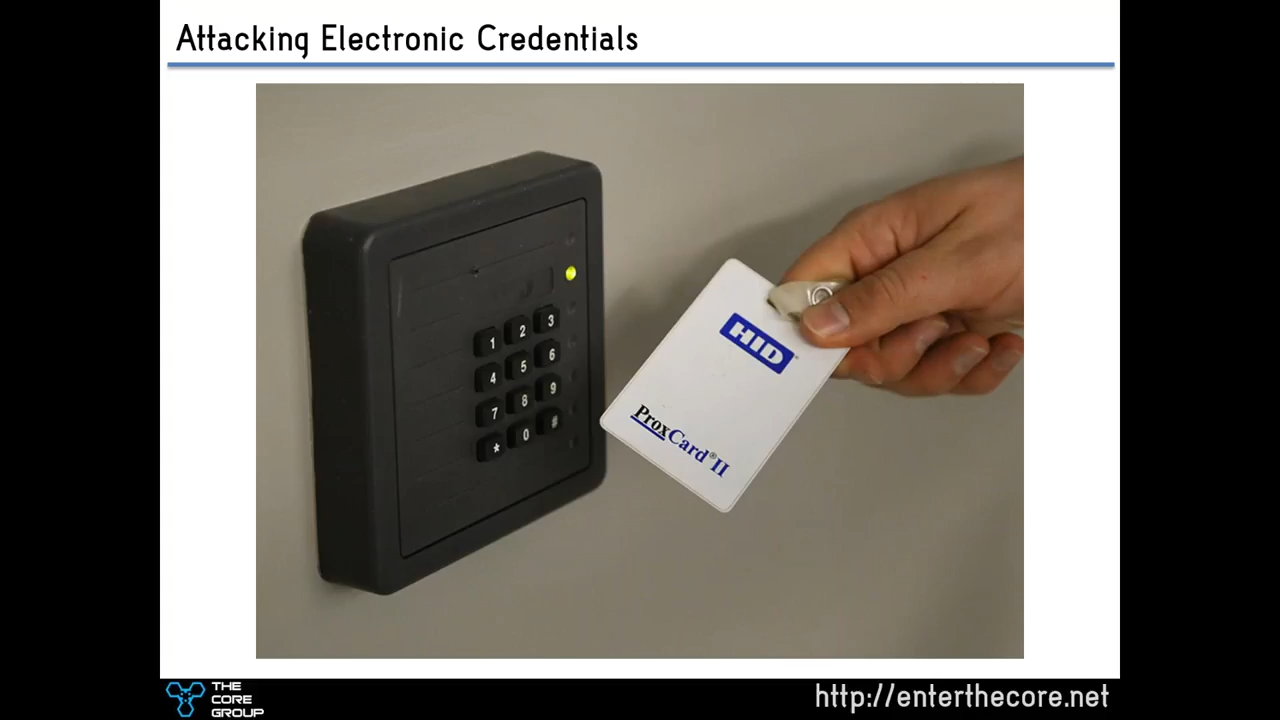 Attacking Electronic Credentials
1 2 3
4 5 6
7 8 9
* 0 #
HID
ProxCard® II
THE
CORE
GROUP
http://enterthecore.net